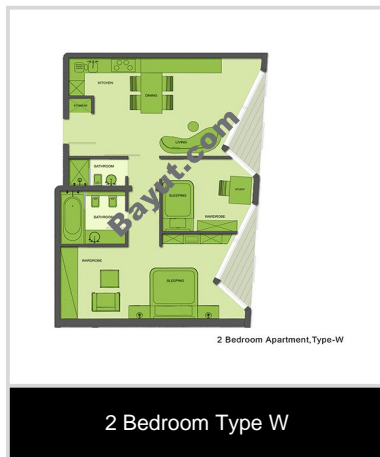 KITCHEN
DINING
LIVING
BATHROOM
SLEEPING
STUDY
WARDROBE
BATHROOM
WARDROBE
SLEEPING
Bayut.com
2 Bedroom Apartment,Type-W
2 Bedroom Type W